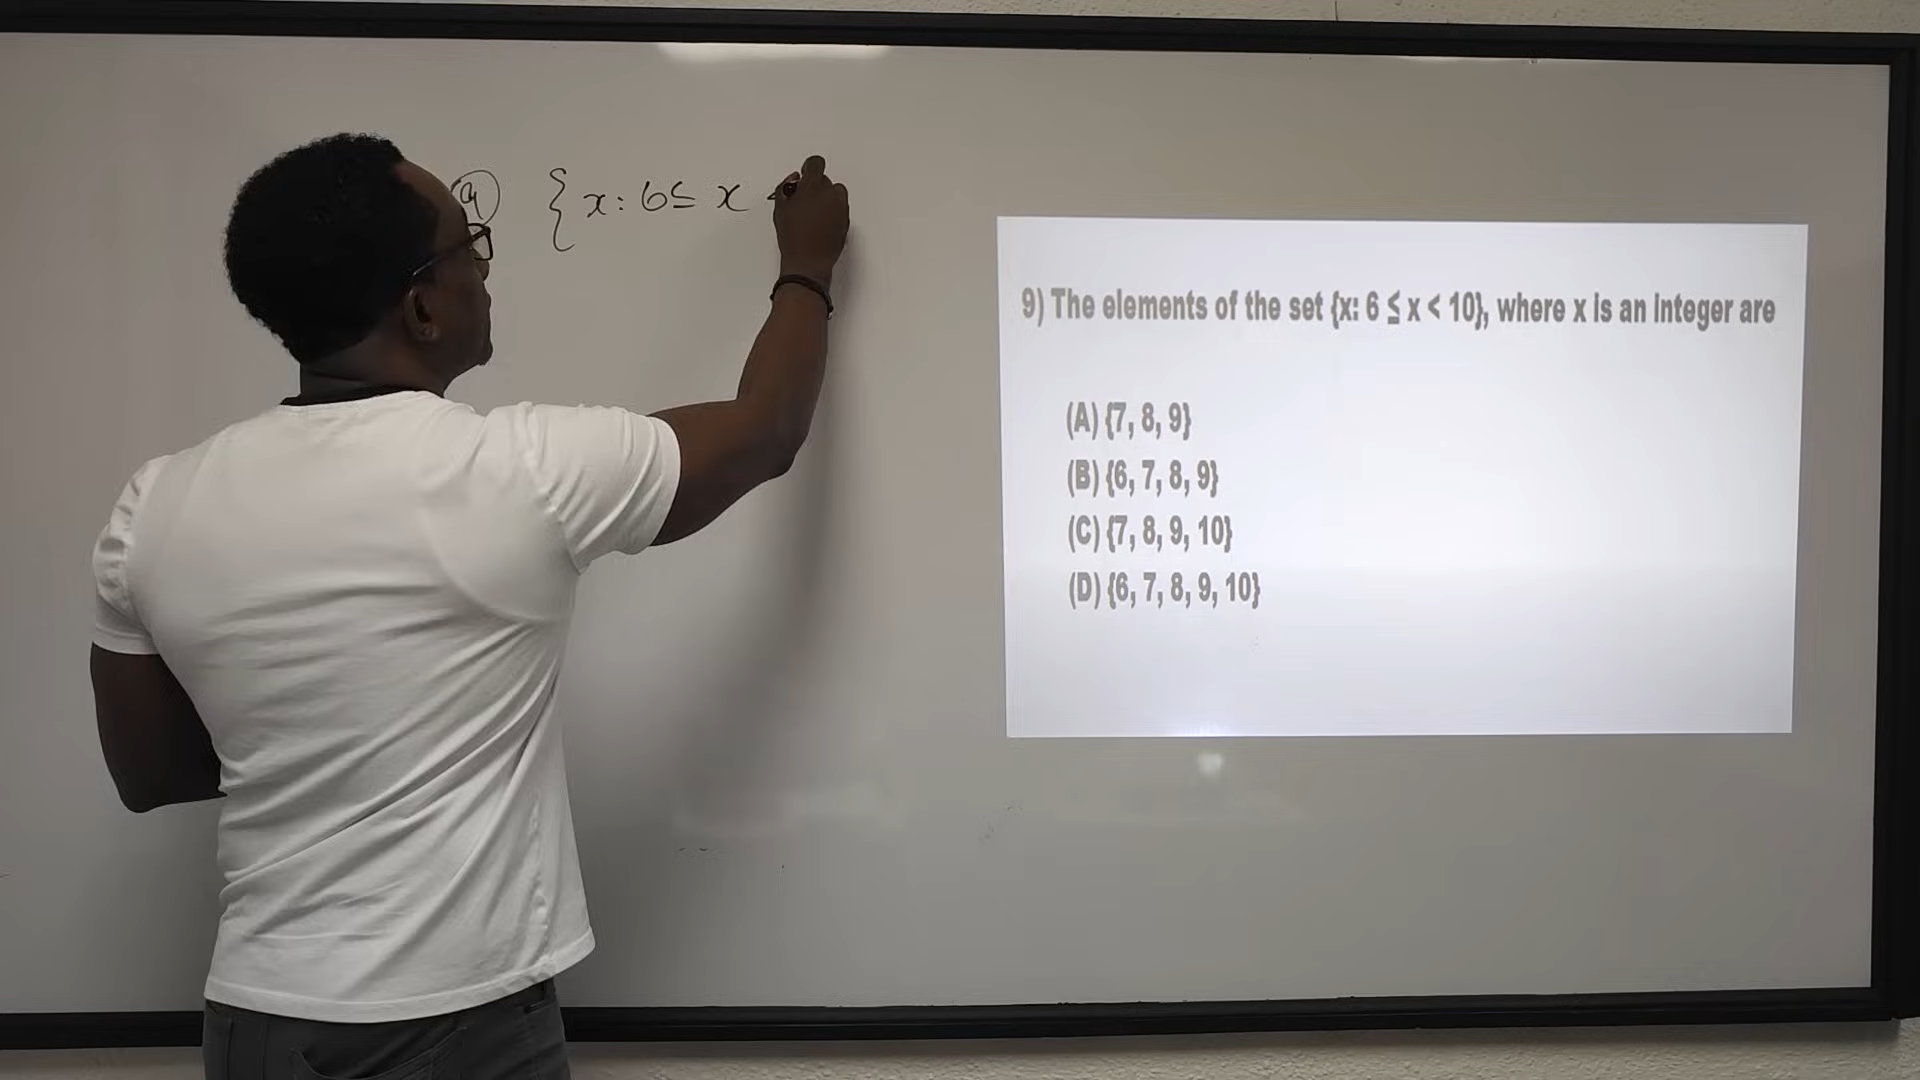 9 { x: 6 ≤ x <
9) The elements of the set {x: 6 ≤ x < 10}, where x is an integer are
(A) {7, 8, 9}
(B) {6, 7, 8, 9}
(C) {7, 8, 9, 10}
(D) {6, 7, 8, 9, 10}